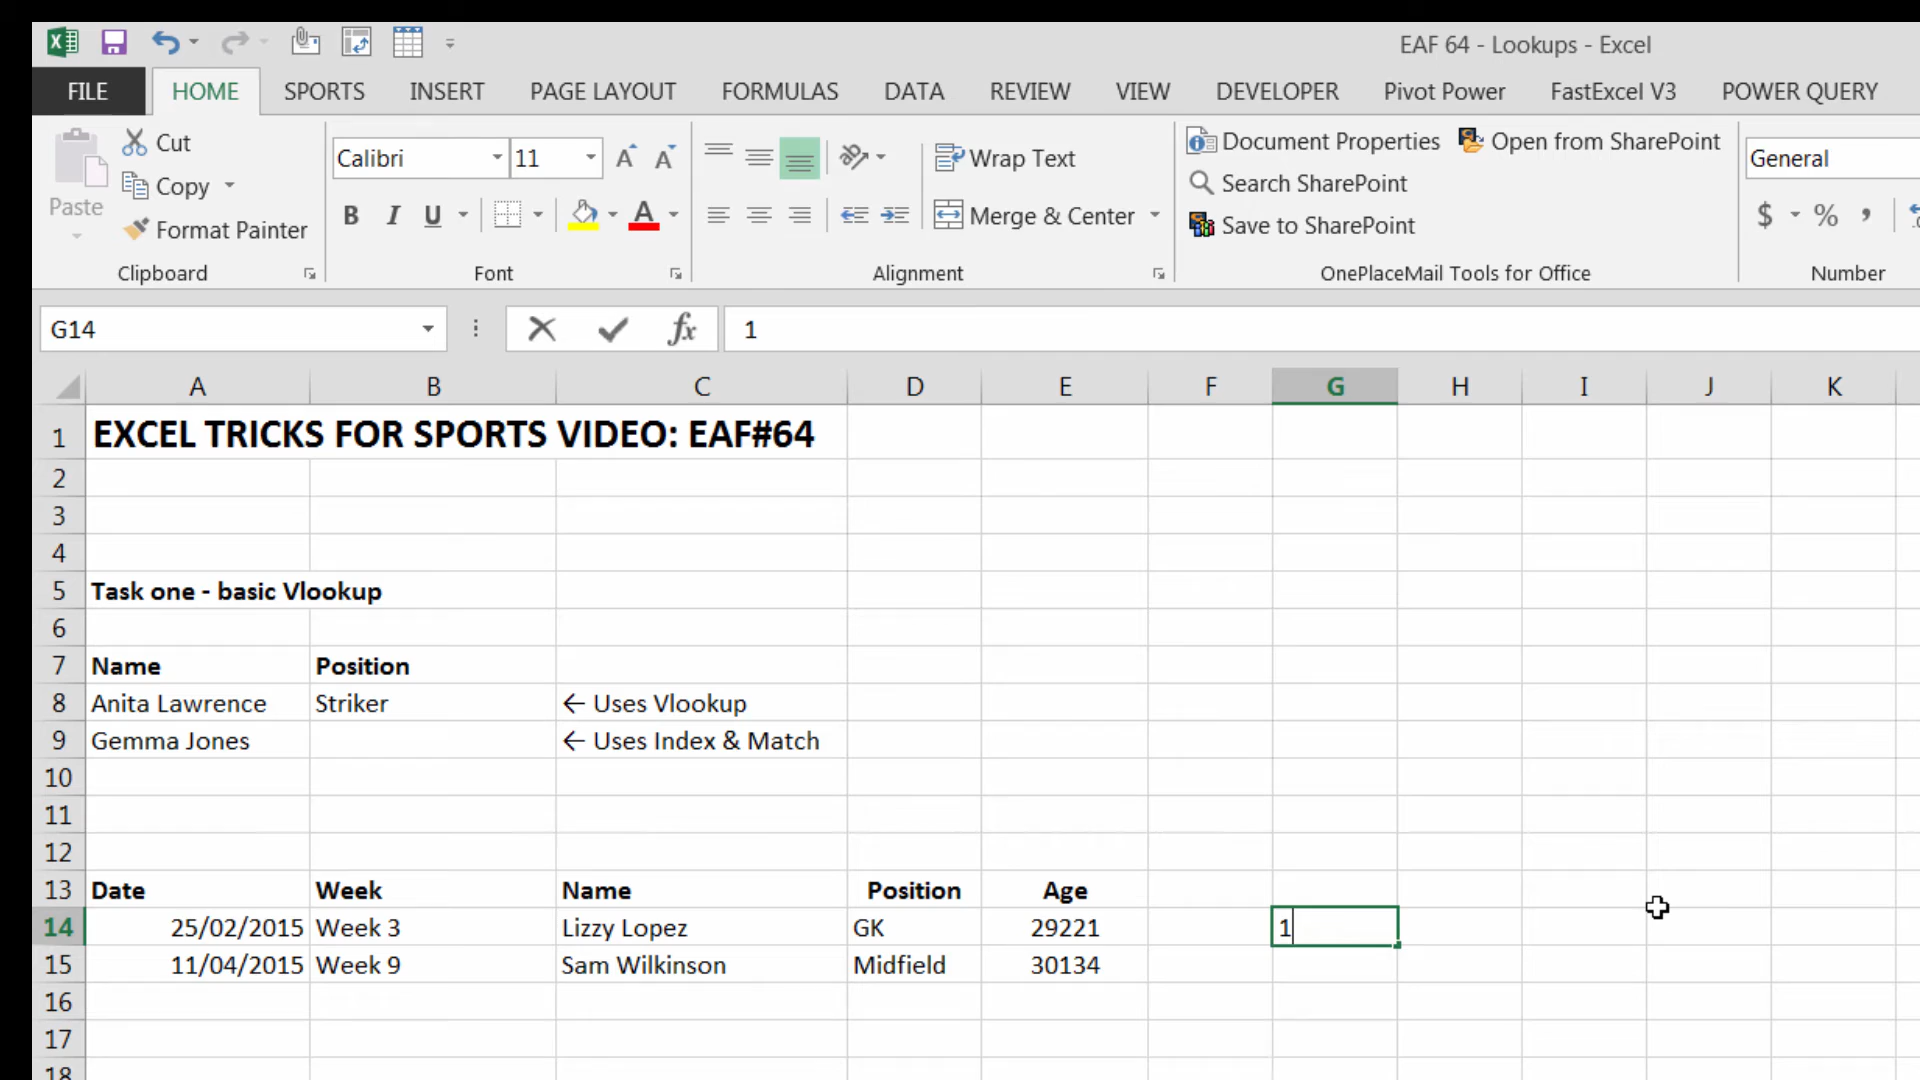 EAF 64 - Lookups - Excel
FILE HOME SPORTS INSERT PAGE LAYOUT FORMULAS DATA REVIEW VIEW DEVELOPER Pivot Power FastExcel V3 POWER QUERY
Paste
Cut
Copy
Format Painter
Clipboard
Calibri 11
B I U A
Font
Wrap Text
Merge & Center
Alignment
Document Properties Open from SharePoint
Search SharePoint
Save to SharePoint
OnePlaceMail Tools for Office
General
$ % ,
Number
G14 fx 1
A B C D E F G H I J K
1 EXCEL TRICKS FOR SPORTS VIDEO: EAF#64
2
3
4
5 Task one - basic Vlookup
6
7 Name Position
8 Anita Lawrence Striker ← Uses Vlookup
9 Gemma Jones ← Uses Index & Match
10
11
12
13 Date Week Name Position Age
14 25/02/2015 Week 3 Lizzy Lopez GK 29221 1
15 11/04/2015 Week 9 Sam Wilkinson Midfield 30134
16
17
18